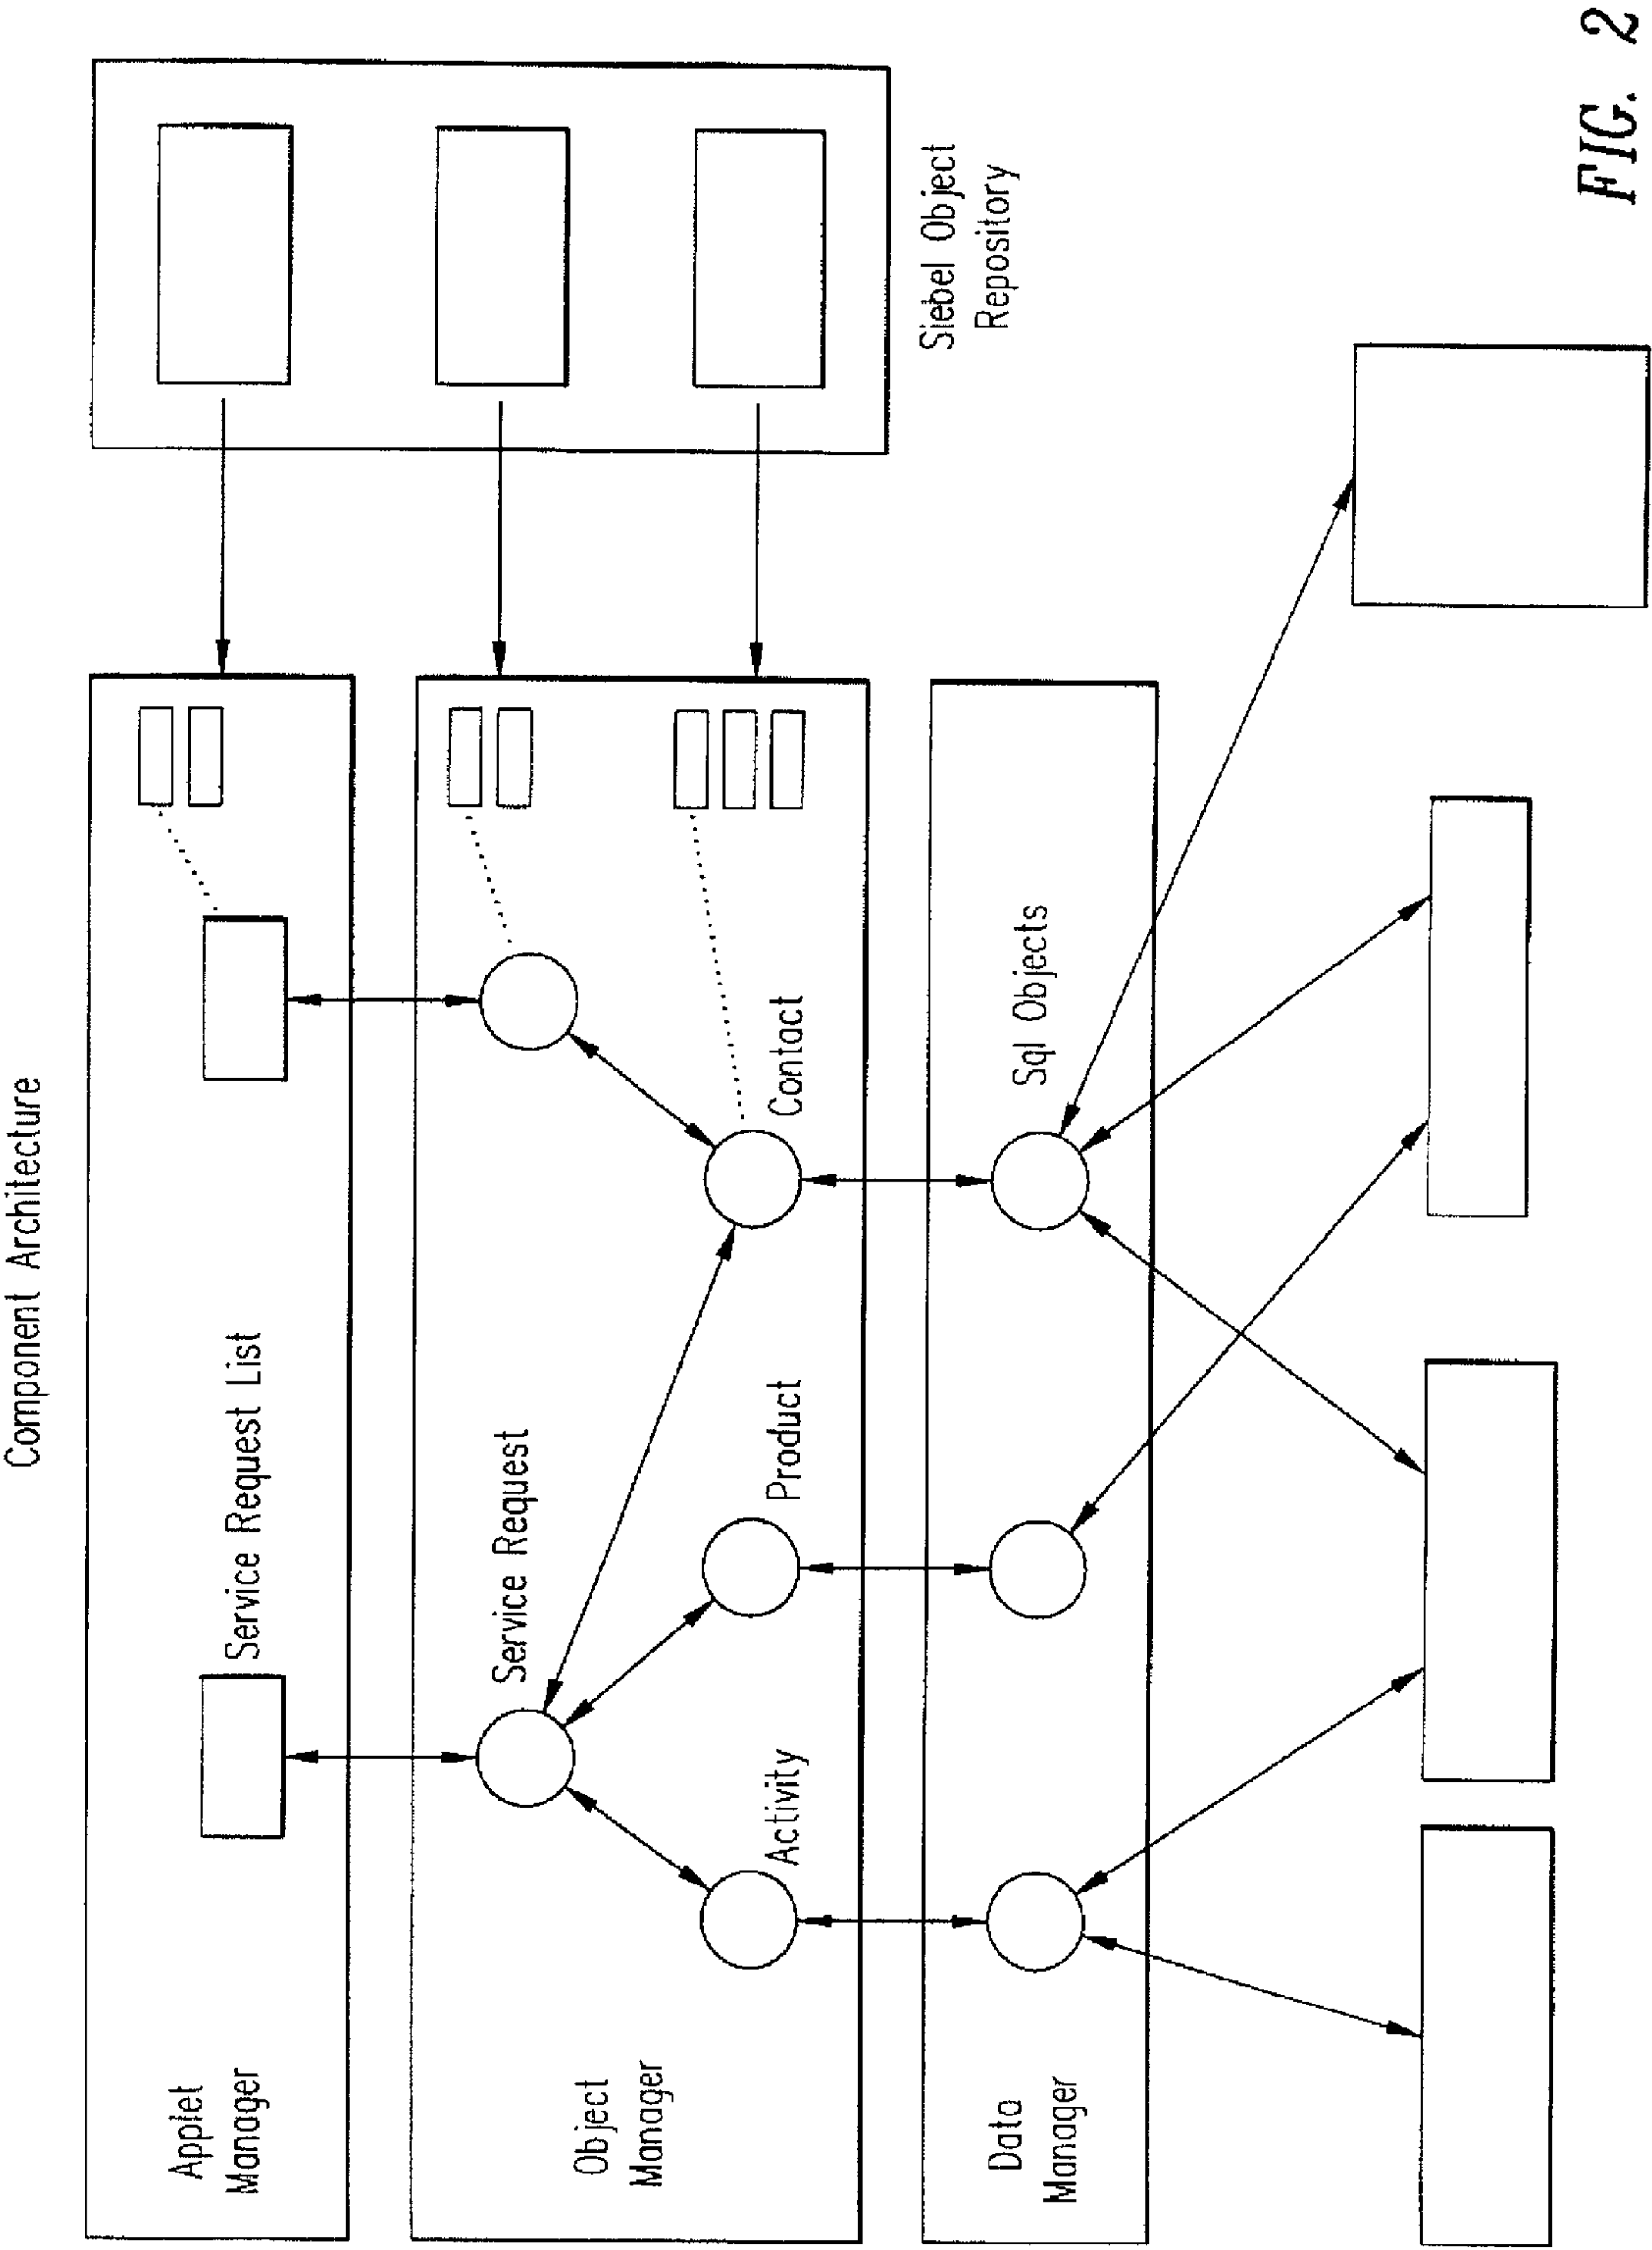 Component Architecture
Applet
Manager
Service Request List
Object
Manager
Service Request
Activity
Product
Contact
Siebel Object
Repository
Data
Manager
Sql Objects
FIG. 2